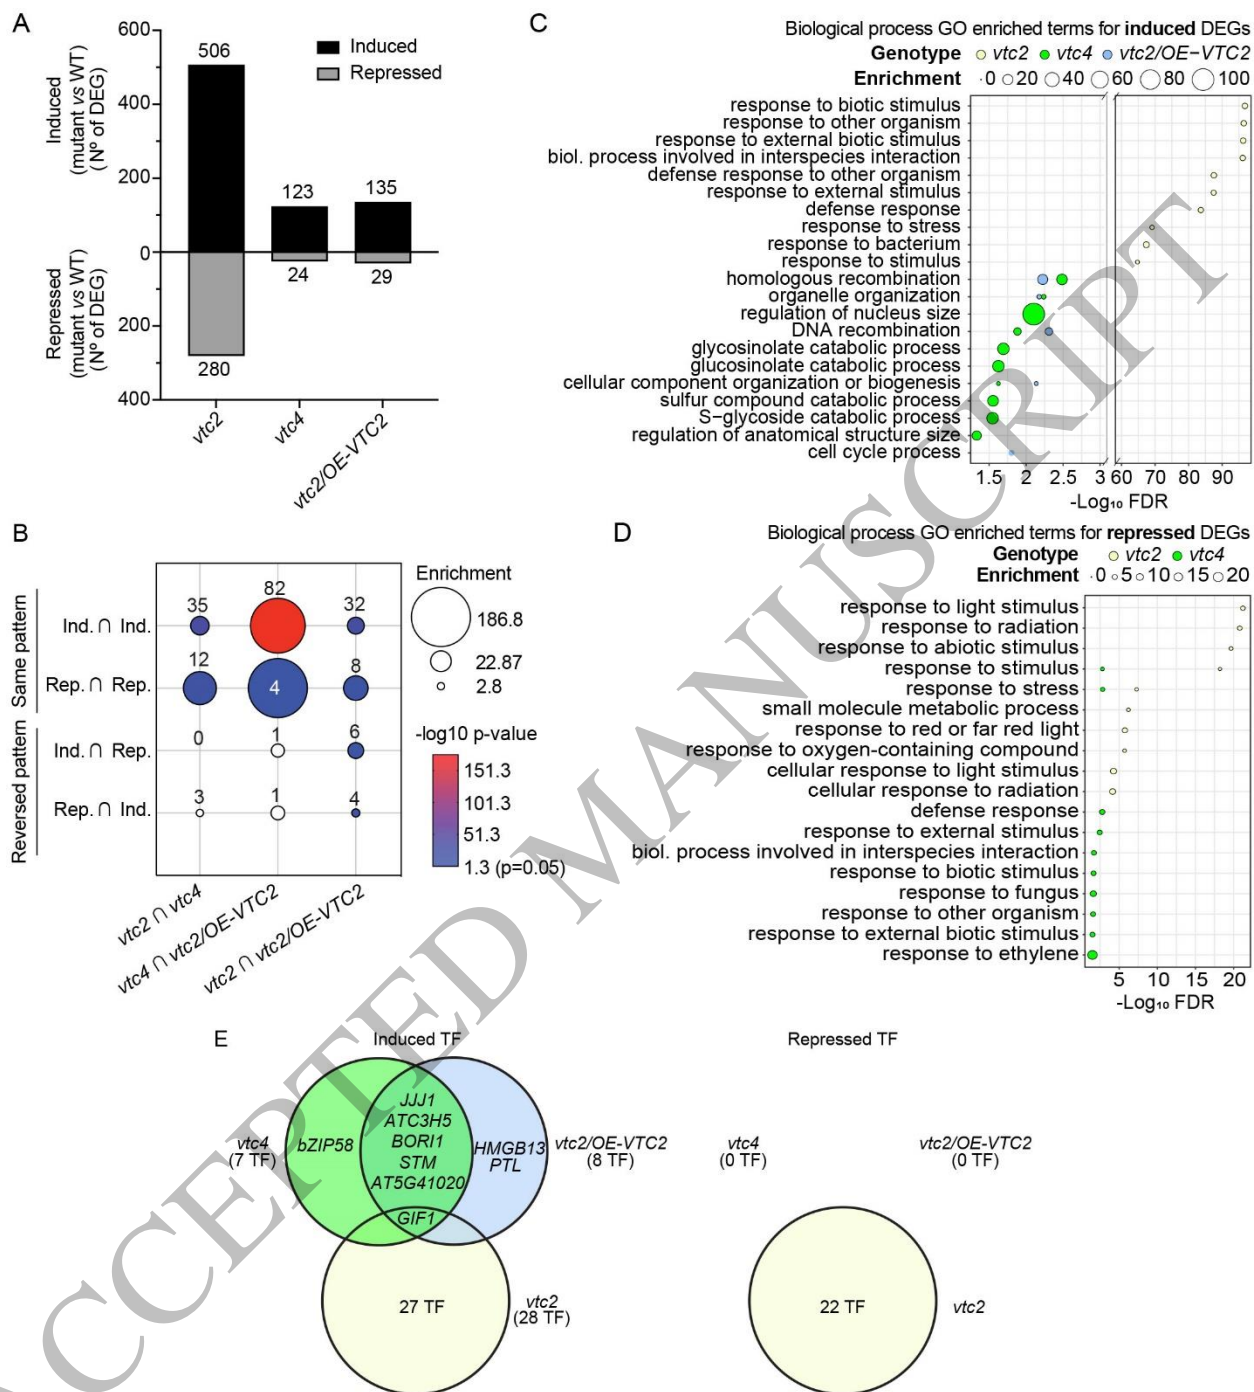 A
600
400
200
0
200
400
Induced
(mutant vs WT)
(Nº of DEG)
Repressed
(mutant vs WT)
(Nº of DEG)
Induced
Repressed
506
123
135
24
29
280
vtc2
vtc4
vtc2/OE-VTC2
C
Biological process GO enriched terms for induced DEGs
Genotype vtc2 vtc4 vtc2/OE−VTC2
Enrichment 0 20 40 60 80 100
response to biotic stimulus
response to other organism
response to external biotic stimulus
biol. process involved in interspecies interaction
defense response to other organism
response to external stimulus
defense response
response to stress
response to bacterium
response to stimulus
homologous recombination
organelle organization
regulation of nucleus size
DNA recombination
glycosinolate catabolic process
glucosinolate catabolic process
cellular component organization or biogenesis
sulfur compound catabolic process
S−glycoside catabolic process
regulation of anatomical structure size
cell cycle process
1.5 2 2.5 3 60 70 80 90
-Log₁₀ FDR
B
Same pattern
Reversed pattern
Ind.∩ Ind.
Rep.∩ Rep.
Ind.∩ Rep.
Rep.∩ Ind.
35 82 32
12 4 8
0 1 6
3 1 4
vtc2 ∩ vtc4
vtc4 ∩ vtc2/OE-VTC2
vtc2 ∩ vtc2/OE-VTC2
Enrichment
186.8
22.87
2.8
-log10 p-value
151.3
101.3
51.3
1.3 (p=0.05)
D
Biological process GO enriched terms for repressed DEGs
Genotype vtc2 vtc4
Enrichment 0 5 10 15 20
response to light stimulus
response to radiation
response to abiotic stimulus
response to stimulus
response to stress
small molecule metabolic process
response to red or far red light
response to oxygen-containing compound
cellular response to light stimulus
cellular response to radiation
defense response
response to external stimulus
biol. process involved in interspecies interaction
response to biotic stimulus
response to fungus
response to other organism
response to external biotic stimulus
response to ethylene
5 10 15 20
-Log₁₀ FDR
E
Induced TF
vtc4
(7 TF)
bZIP58
JJJ1
ATC3H5
BORI1
STM
AT5G41020
GIF1
HMGB13
PTL
vtc2/OE-VTC2
(8 TF)
27 TF
vtc2
(28 TF)
Repressed TF
vtc4
(0 TF)
vtc2/OE-VTC2
(0 TF)
22 TF
vtc2
ACCEPTED MANUSCRIPT